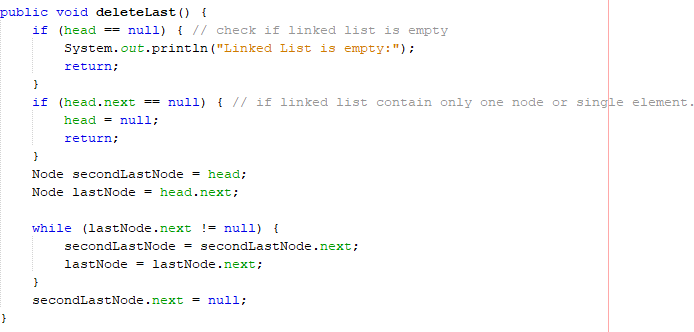 public void deleteLast() {
    if (head == null) { // check if linked list is empty
        System.out.println("Linked List is empty:");
        return;
    }
    if (head.next == null) { // if linked list contain only one node or single element.
        head = null;
        return;
    }
    Node secondLastNode = head;
    Node lastNode = head.next;

    while (lastNode.next != null) {
        secondLastNode = secondLastNode.next;
        lastNode = lastNode.next;
    }
    secondLastNode.next = null;
}